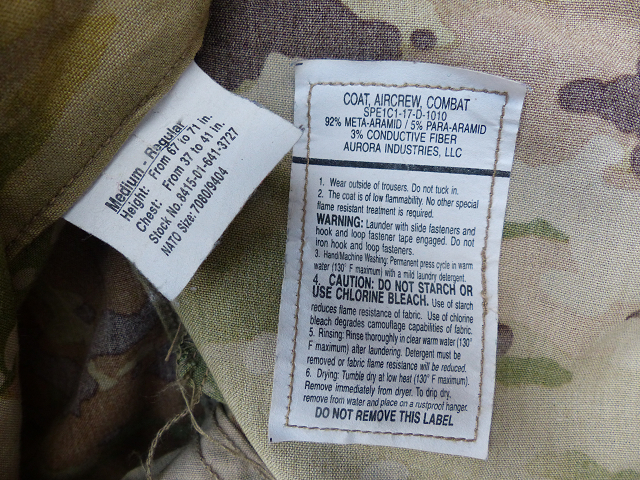 Medium - Regular
Height: From 67 to 71 in.
Chest: From 37 to 41 in.
Stock No. 8415-01-641-3727
NATO Size: 7080/9404
COAT, AIRCREW, COMBAT
SPE1C1-17-D-1010
92% META-ARAMID / 5% PARA-ARAMID
3% CONDUCTIVE FIBER
AURORA INDUSTRIES, LLC
1. Wear outside of trousers. Do not tuck in.
2. The coat is of low flammability. No other special
flame resistant treatment is required.
WARNING: Launder with slide fasteners and
hook and loop fastener tape engaged. Do not
iron hook and loop fasteners.
3. Hand/Machine Washing: Permanent press cycle in warm
water (130° F maximum) with a mild laundry detergent.
4. CAUTION: DO NOT STARCH OR
USE CHLORINE BLEACH. Use of starch
reduces flame resistance of fabric. Use of chlorine
bleach degrades camouflage capabilities of fabric.
5. Rinsing: Rinse thoroughly in clear warm water (130°
F maximum) after laundering. Detergent must be
removed or fabric flame resistance will be reduced.
6. Drying: Tumble dry at low heat (130° F maximum).
Remove immediately from dryer. To drip dry,
remove from water and place on a rustproof hanger.
DO NOT REMOVE THIS LABEL